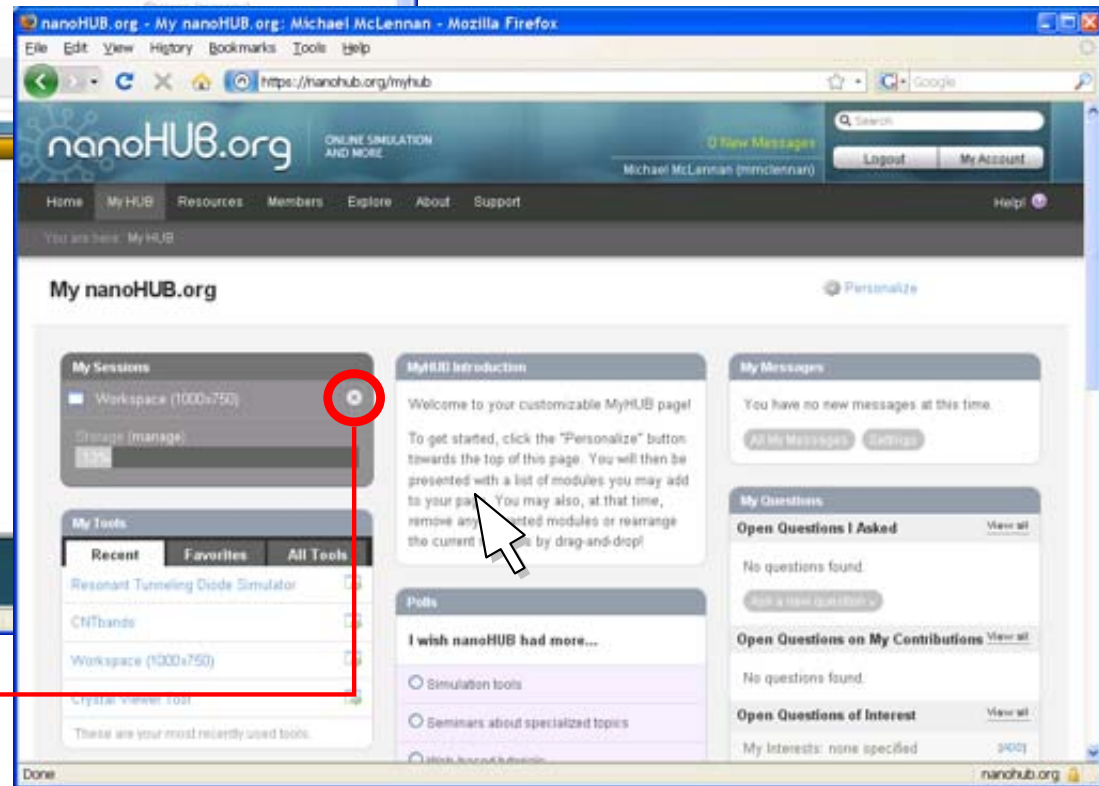 nanoHUB.org - My nanoHUB.org: Michael McLennan - Mozilla Firefox
File Edit View History Bookmarks Tools Help
https://nanohub.org/myhub
Google
nanoHUB.org
ONLINE SIMULATION
AND MORE
0 New Messages
Michael McLennan (mmclennan)
Search
Logout
My Account
Home MyHUB Resources Members Explore About Support
Help!
You are here: My HUB
My nanoHUB.org
Personalize
My Sessions
Workspace (1000x750)
Storage (manage)
13%
My Tools
Recent Favorites All Tools
Resonant Tunneling Diode Simulator
CNTbands
Workspace (1000x750)
Crystal Viewer Tool
These are your most recently used tools.
MyHUB Introduction
Welcome to your customizable MyHUB page!
To get started, click the "Personalize" button
towards the top of this page. You will then be
presented with a list of modules you may add
to your page. You may also, at that time,
remove any unwanted modules or rearrange
the current modules by drag-and-drop!
Polls
I wish nanoHUB had more...
Simulation tools
Seminars about specialized topics
Web-based tutorials
My Messages
You have no new messages at this time.
All My Messages
Settings
My Questions
Open Questions I Asked View all
No questions found.
Ask a new question
Open Questions on My Contributions View all
No questions found.
Open Questions of Interest View all
My Interests: none specified
Done
nanohub.org